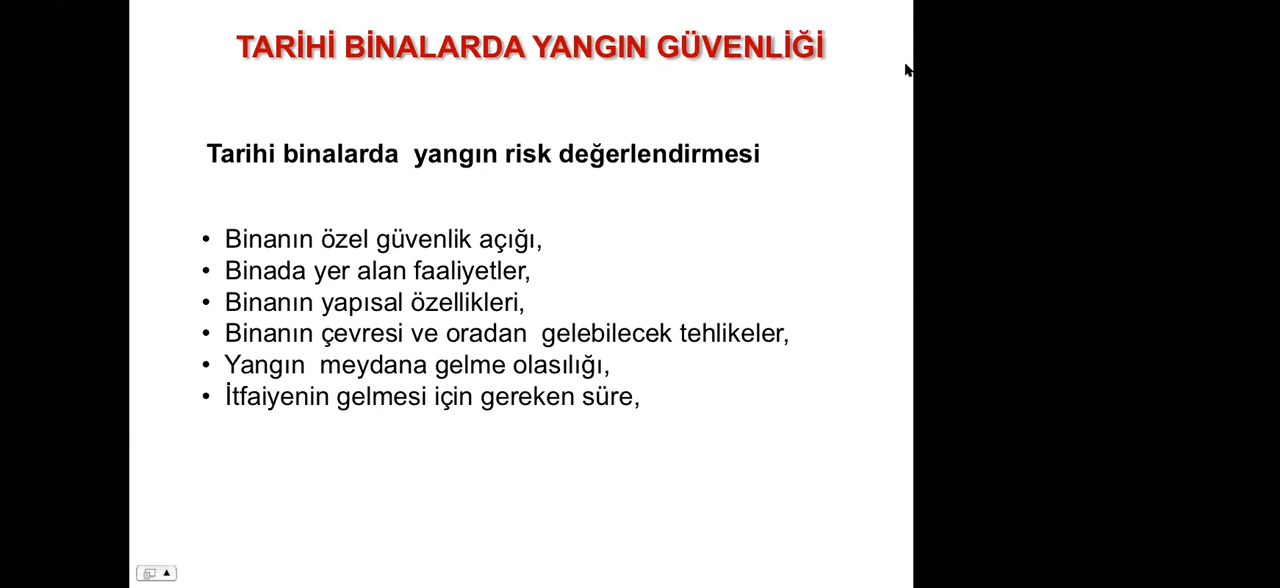 TARİHİ BİNALARDA YANGIN GÜVENLİĞİ
Tarihi binalarda  yangın risk değerlendirmesi
• Binanın özel güvenlik açığı,
• Binada yer alan faaliyetler,
• Binanın yapısal özellikleri,
• Binanın çevresi ve oradan  gelebilecek tehlikeler,
• Yangın  meydana gelme olasılığı,
• İtfaiyenin gelmesi için gereken süre,